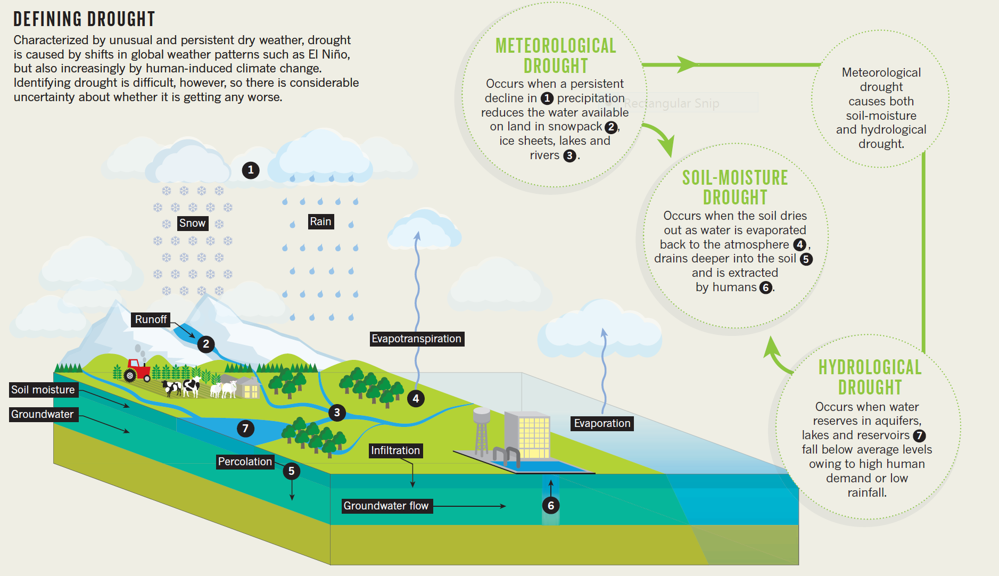 DEFINING DROUGHT
Characterized by unusual and persistent dry weather, drought
is caused by shifts in global weather patterns such as El Niño,
but also increasingly by human-induced climate change.
Identifying drought is difficult, however, so there is considerable
uncertainty about whether it is getting any worse.
METEOROLOGICAL
DROUGHT
Occurs when a persistent
decline in 1 precipitation
reduces the water available
on land in snowpack 2,
ice sheets, lakes and
rivers 3.
Rectangular Snip
Meteorological
drought
causes both
soil-moisture
and hydrological
drought.
SOIL-MOISTURE
DROUGHT
Occurs when the soil dries
out as water is evaporated
back to the atmosphere 4,
drains deeper into the soil 5
and is extracted
by humans 6.
HYDROLOGICAL
DROUGHT
Occurs when water
reserves in aquifers,
lakes and reservoirs 7
fall below average levels
owing to high human
demand or low
rainfall.
1
Snow
Rain
Runoff
2
Evapotranspiration
Soil moisture
Groundwater
3
4
7
Evaporation
Percolation
5
Infiltration
Groundwater flow
6